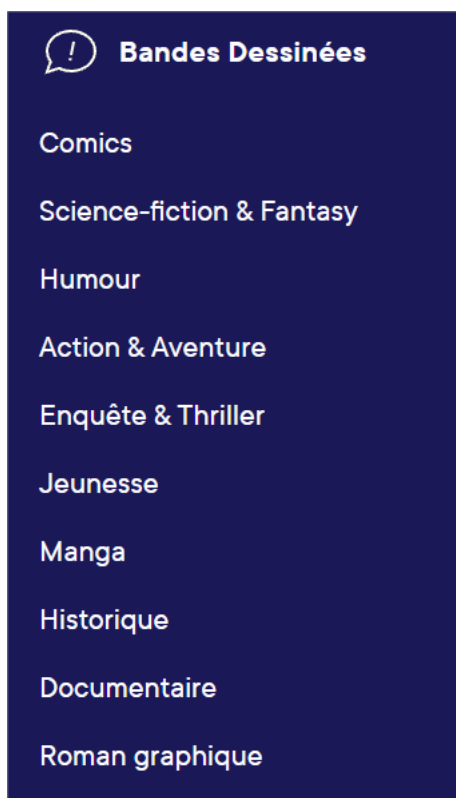 Bandes Dessinées
Comics
Science-fiction & Fantasy
Humour
Action & Aventure
Enquête & Thriller
Jeunesse
Manga
Historique
Documentaire
Roman graphique